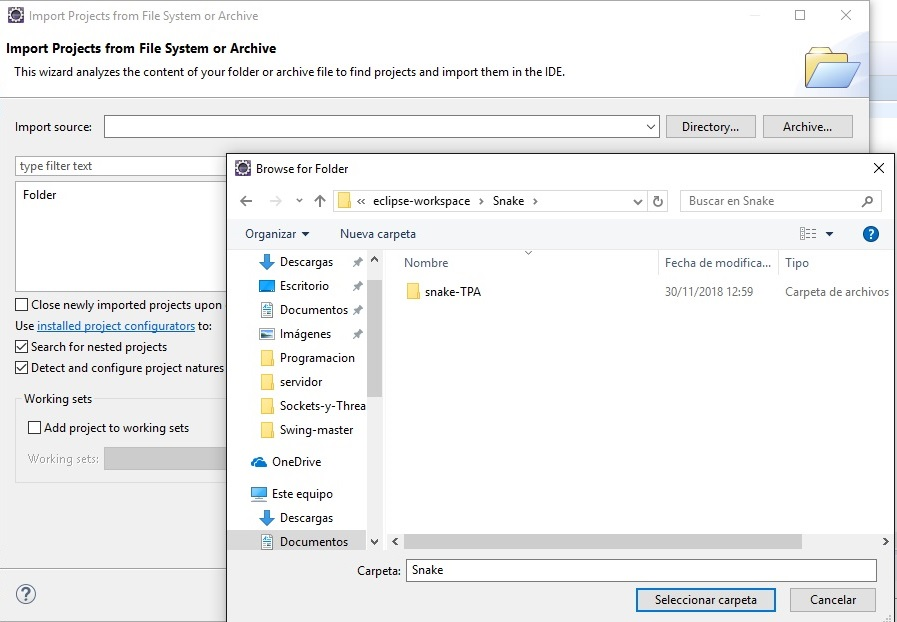 Import Projects from File System or Archive
Import Projects from File System or Archive
This wizard analyzes the content of your folder or archive file to find projects and import them in the IDE.
Import source:
Directory...
Archive...
type filter text
Folder
Close newly imported projects upon
Use installed project configurators to:
Search for nested projects
Detect and configure project natures
Working sets
Add project to working sets
Working sets:
Browse for Folder
« eclipse-workspace › Snake ›
Buscar en Snake
Organizar
Nueva carpeta
Descargas
Escritorio
Documentos
Imágenes
Programacion
servidor
Sockets-y-Threa
Swing-master
OneDrive
Este equipo
Descargas
Documentos
Nombre
Fecha de modifica...
Tipo
snake-TPA
30/11/2018 12:59
Carpeta de archivos
Carpeta:
Snake
Seleccionar carpeta
Cancelar